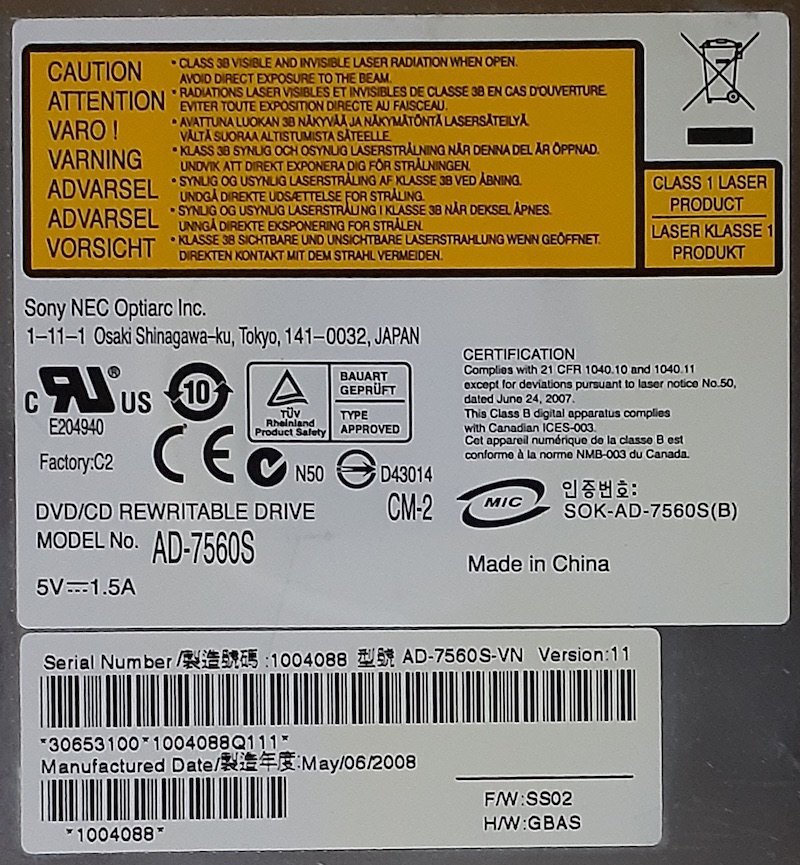 CAUTION
• CLASS 3B VISIBLE AND INVISIBLE LASER RADIATION WHEN OPEN.
AVOID DIRECT EXPOSURE TO THE BEAM.
ATTENTION
• RADIATIONS LASER VISIBLES ET INVISIBLES DE CLASSE 3B EN CAS D'OUVERTURE.
EVITER TOUTE EXPOSITION DIRECTE AU FAISCEAU.
VARO !
• AVATTUNA LUOKAN 3B NÄKYVÄÄ JA NÄKYMÄTÖNTÄ LASERSÄTEILYÄ.
VÄLTÄ SUORAA ALTISTUMISTA SÄTEELLE.
VARNING
• KLASS 3B SYNLIG OCH OSYNLIG LASERSTRÅLNING NÄR DENNA DEL ÄR ÖPPNAD.
UNDVIK ATT DIREKT EXPONERA DIG FÖR STRÅLNINGEN.
ADVARSEL
• SYNLIG OG USYNLIG LASERSTRÅLING AF KLASSE 3B VED ÅBNING.
UNDGÅ DIREKTE UDSÆTTELSE FOR STRÅLING.
ADVARSEL
• SYNLIG OG USYNLIG LASERSTRÅLING I KLASSE 3B NÅR DEKSEL ÅPNES.
UNNGÅ DIREKTE EKSPONERING FOR STRÅLEN.
VORSICHT
• KLASSE 3B SICHTBARE UND UNSICHTBARE LASERSTRAHLUNG WENN GEÖFFNET.
DIREKTEN KONTAKT MIT DEM STRAHL VERMEIDEN.
CLASS 1 LASER
PRODUCT
LASER KLASSE 1
PRODUKT
Sony NEC Optiarc Inc.
1-11-1 Osaki Shinagawa-ku, Tokyo, 141-0032, JAPAN
C RU ® US
E204940
10
TÜV
Rheinland
Product Safety
BAUART
GEPRÜFT
TYPE
APPROVED
CERTIFICATION
Complies with 21 CFR 1040.10 and 1040.11
except for deviations pursuant to laser notice No.50,
dated June 24, 2007.
This Class B digital apparatus complies
with Canadian ICES-003.
Cet appareil numérique de la classe B est
conforme à la norme NMB-003 du Canada.
Factory:C2
CE
N50
D43014
DVD/CD REWRITABLE DRIVE
CM-2
MIC
인증번호:
SOK-AD-7560S(B)
MODEL No. AD-7560S
Made in China
5V⎓1.5A
Serial Number/製造號碼:1004088 型號 AD-7560S-VN Version:11
*30653100*1004088Q111*
Manufactured Date/製造年度:May/06/2008
*1004088*
F/W:SS02
H/W:GBAS